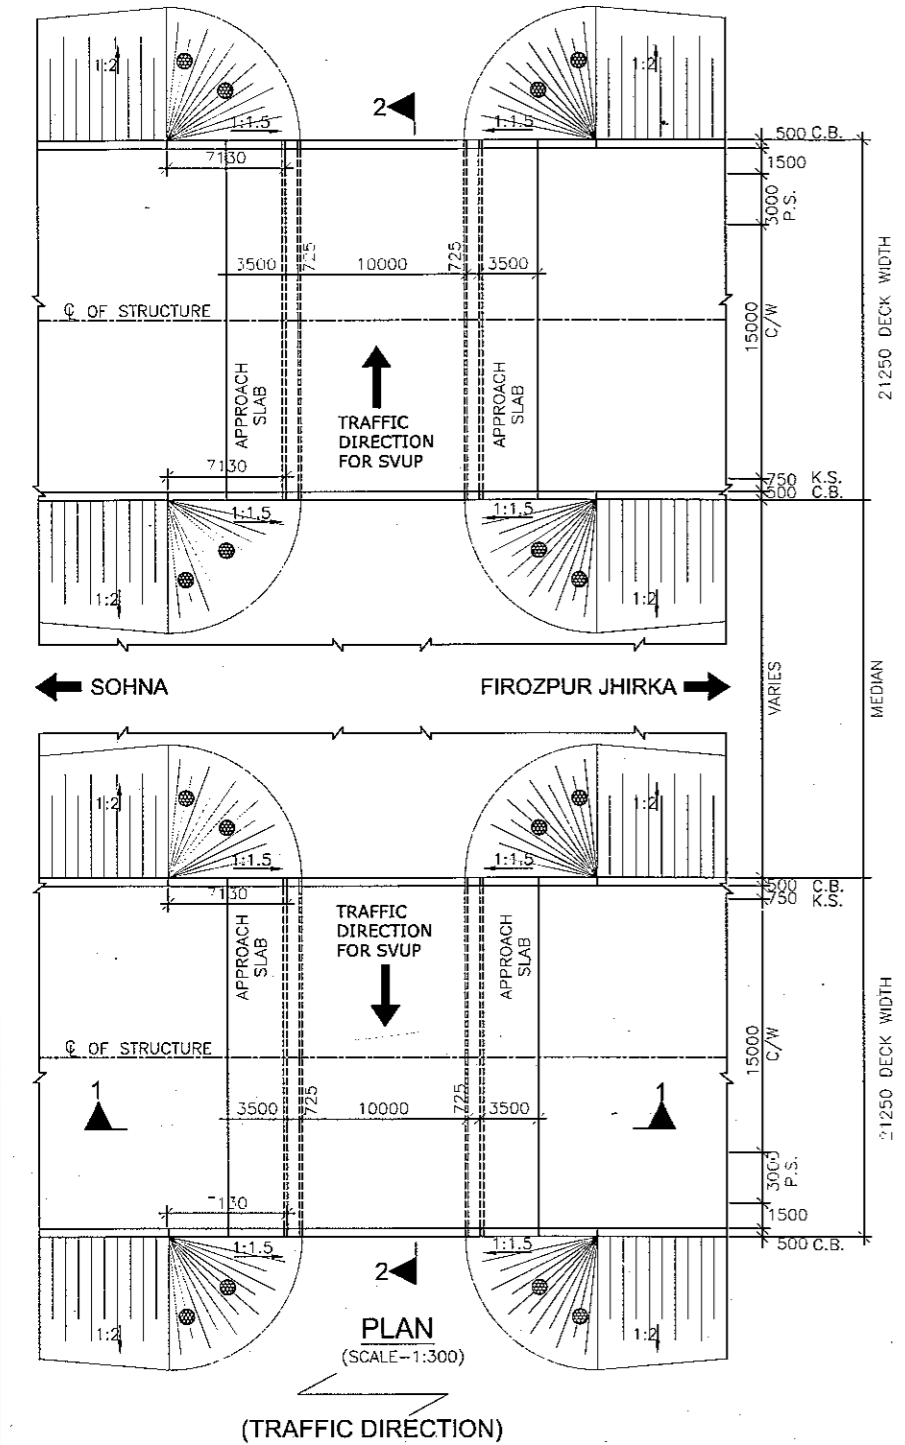 1:2
1:2
1:1.5
2
1:1.5
500 C.B.
7130
1500
3000
P.S.
3500
725
10000
725
3500
21250 DECK WIDTH
℄ OF STRUCTURE
15000
C/W
APPROACH
SLAB
TRAFFIC
DIRECTION
FOR SVUP
APPROACH
SLAB
7130
750 K.S.
500 C.B.
1:1.5
1:1.5
1:2
1:2
SOHNA
FIROZPUR JHIRKA
VARIES
MEDIAN
1:2
1:2
1:1.5
1:1.5
500 C.B.
750 K.S.
7130
TRAFFIC
DIRECTION
FOR SVUP
APPROACH
SLAB
APPROACH
SLAB
℄ OF STRUCTURE
15000
C/W
21250 DECK WIDTH
1
1
3500
725
10000
725
3500
3000
P.S.
7130
1500
1:1.5
1:1.5
500 C.B.
2
1:2
1:2
PLAN
(SCALE-1:300)
(TRAFFIC DIRECTION)